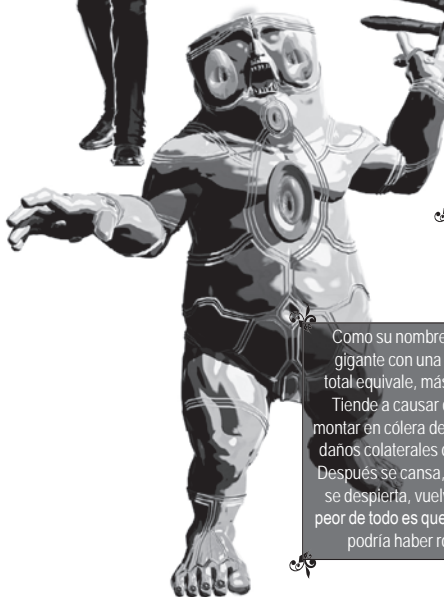 Como su nombre
gigante con una
total equivale, más
Tiende a causar
montar en cólera de
daños colaterales
Después se cansa,
se despierta,
peor de todo es que
podría haber